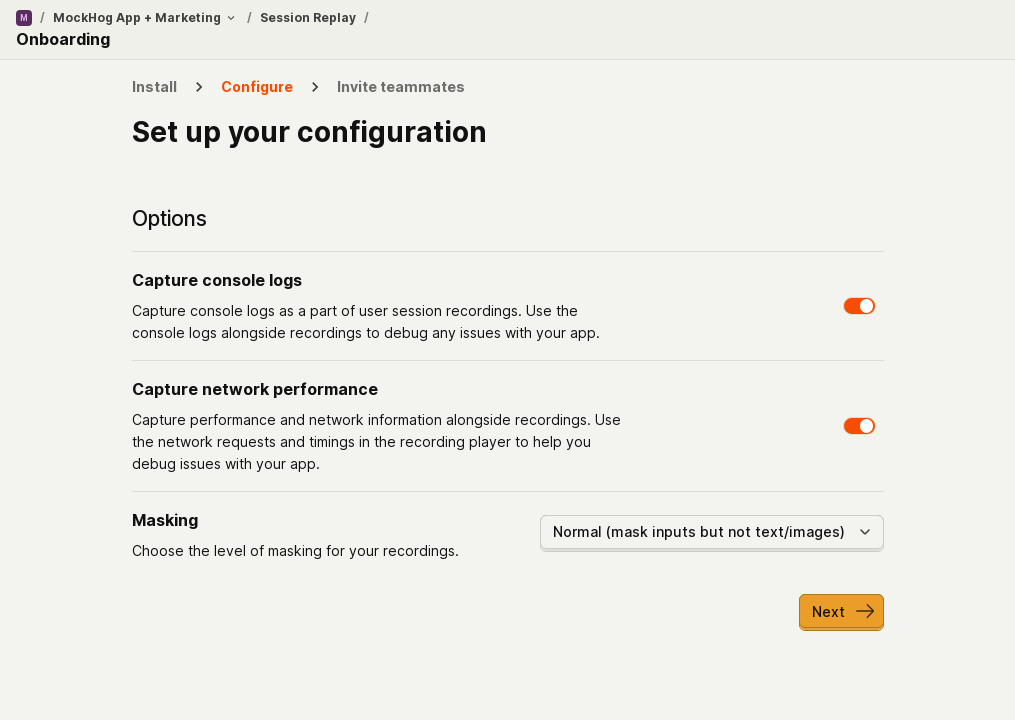 M / MockHog App + Marketing / Session Replay /
Onboarding
Install Configure Invite teammates
Set up your configuration
Options
Capture console logs
Capture console logs as a part of user session recordings. Use the
console logs alongside recordings to debug any issues with your app.
Capture network performance
Capture performance and network information alongside recordings. Use
the network requests and timings in the recording player to help you
debug issues with your app.
Masking
Choose the level of masking for your recordings.
Normal (mask inputs but not text/images)
Next